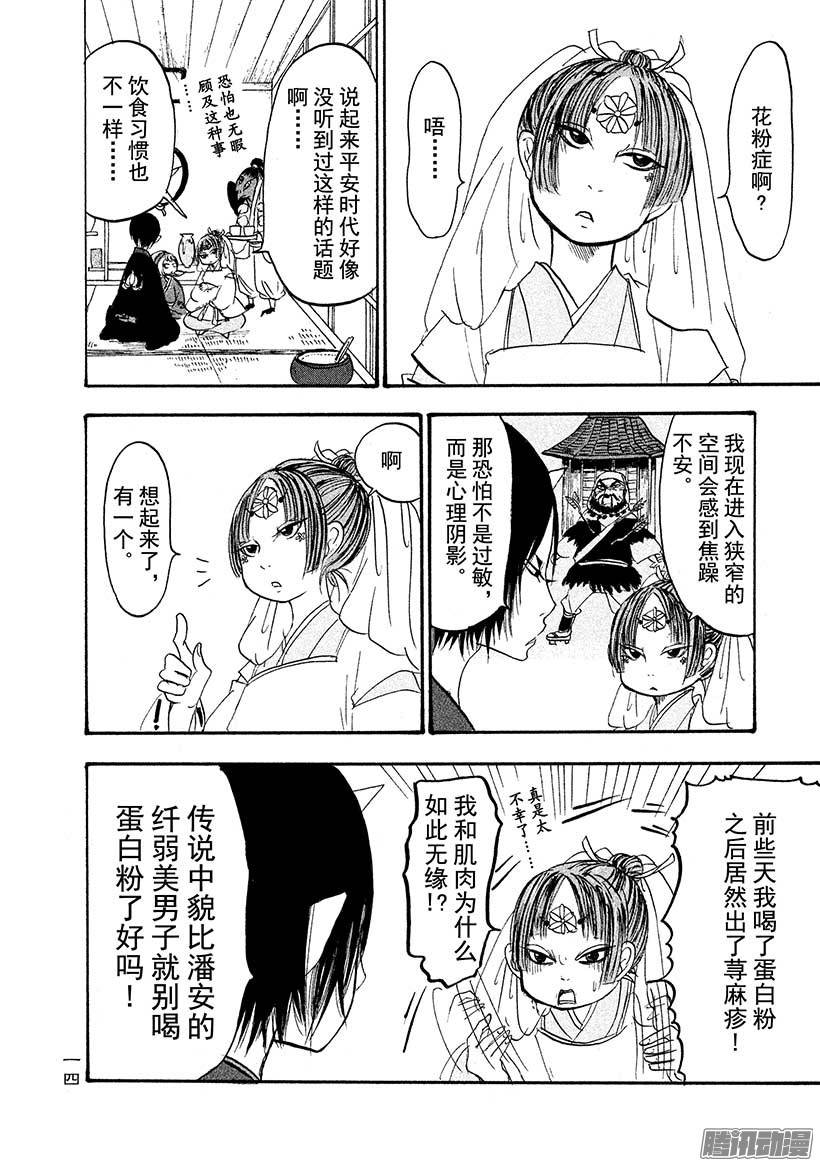 花粉症啊？
唔……
说起来平安时代好像
没听到过这样的话题
啊……
恐怕也无暇
顾及这种事
……
饮食习惯也
不一样……
我现在进入狭窄的
空间会感到焦躁
不安。
那恐怕不是过敏，
而是心理阴影。
啊
想起来了，
有一个。
前些天我喝了蛋白粉
之后居然出了荨麻疹！
真是太
不幸了……
我和肌肉为什么
如此无缘!?
传说中貌比潘安的
纤弱美男子就别喝
蛋白粉了好吗！
一四
腾讯动漫